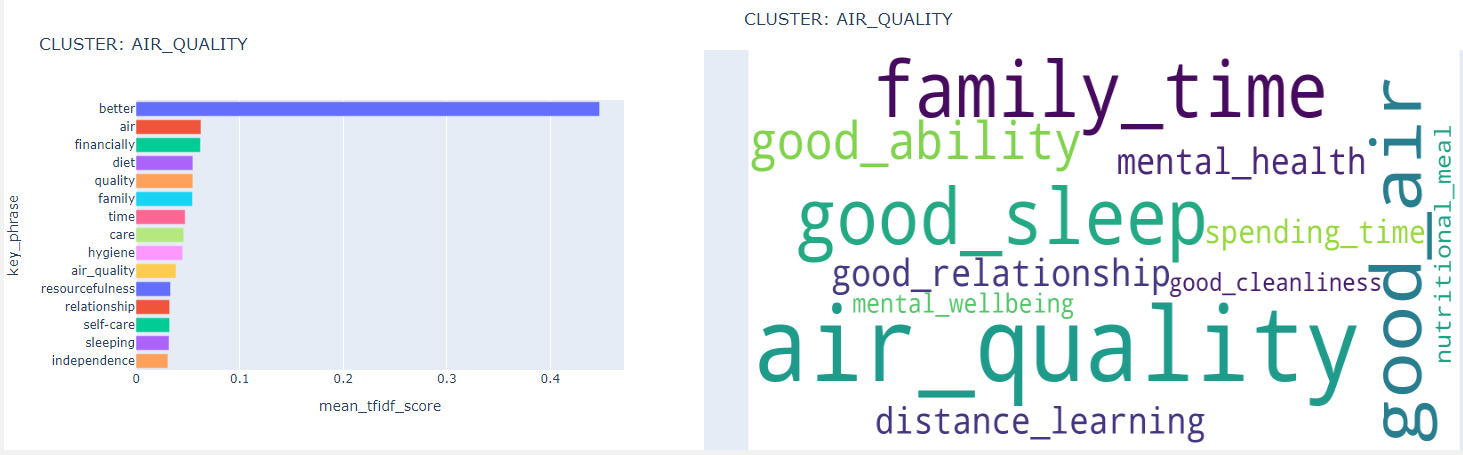 CLUSTER: AIR_QUALITY
key_phrase
better
air
financially
diet
quality
family
time
care
hygiene
air_quality
resourcefulness
relationship
self-care
sleeping
independence
0 0.1 0.2 0.3 0.4
mean_tfidf_score
CLUSTER: AIR_QUALITY
family_time
good_ability
mental_health
good_sleep
spending_time
good_relationship
good_cleanliness
mental_wellbeing
air_quality
distance_learning
good_air
nutritional_meal